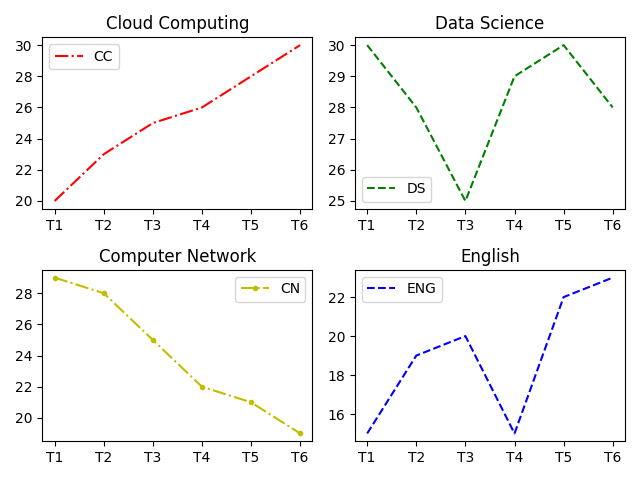 Cloud Computing
30
28
26
24
22
20
CC
T1 T2 T3 T4 T5 T6
Data Science
30
29
28
27
26
25
DS
T1 T2 T3 T4 T5 T6
Computer Network
28
26
24
22
20
CN
T1 T2 T3 T4 T5 T6
English
22
20
18
16
ENG
T1 T2 T3 T4 T5 T6